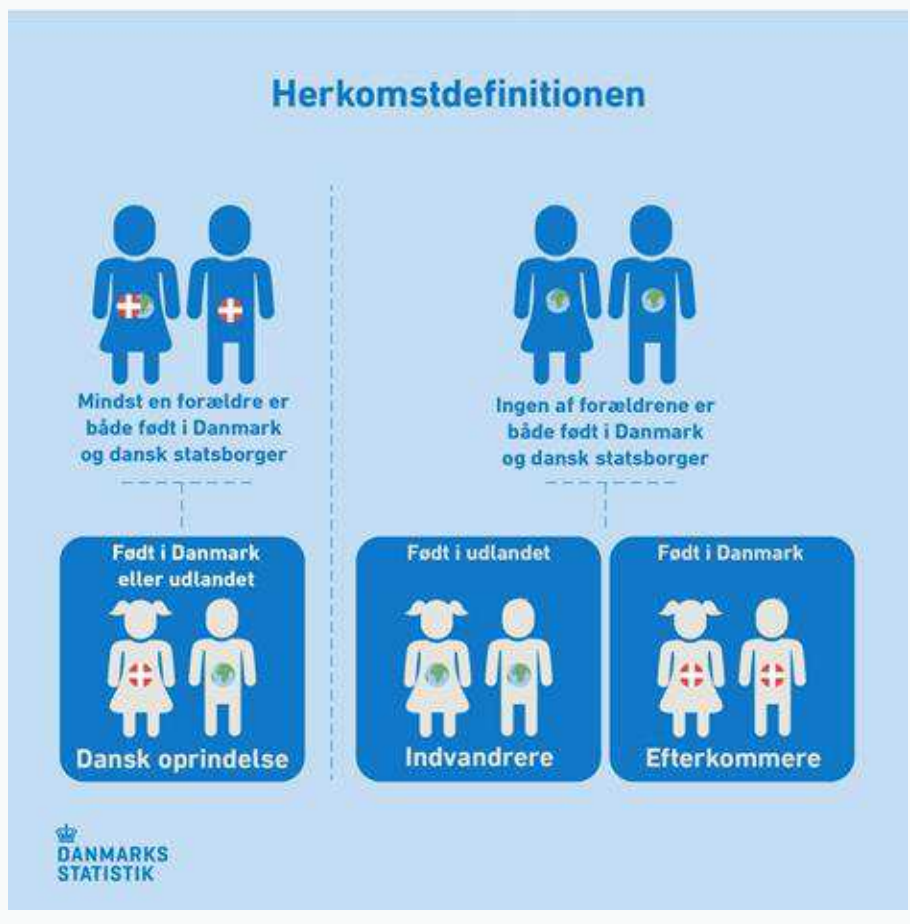 Herkomstdefinitionen
Mindst en forældre er
både født i Danmark
og dansk statsborger
Ingen af forældrene er
både født i Danmark
og dansk statsborger
Født i Danmark
eller udlandet
Dansk oprindelse
Født i udlandet
Indvandrere
Født i Danmark
Efterkommere
DANMARKS
STATISTIK